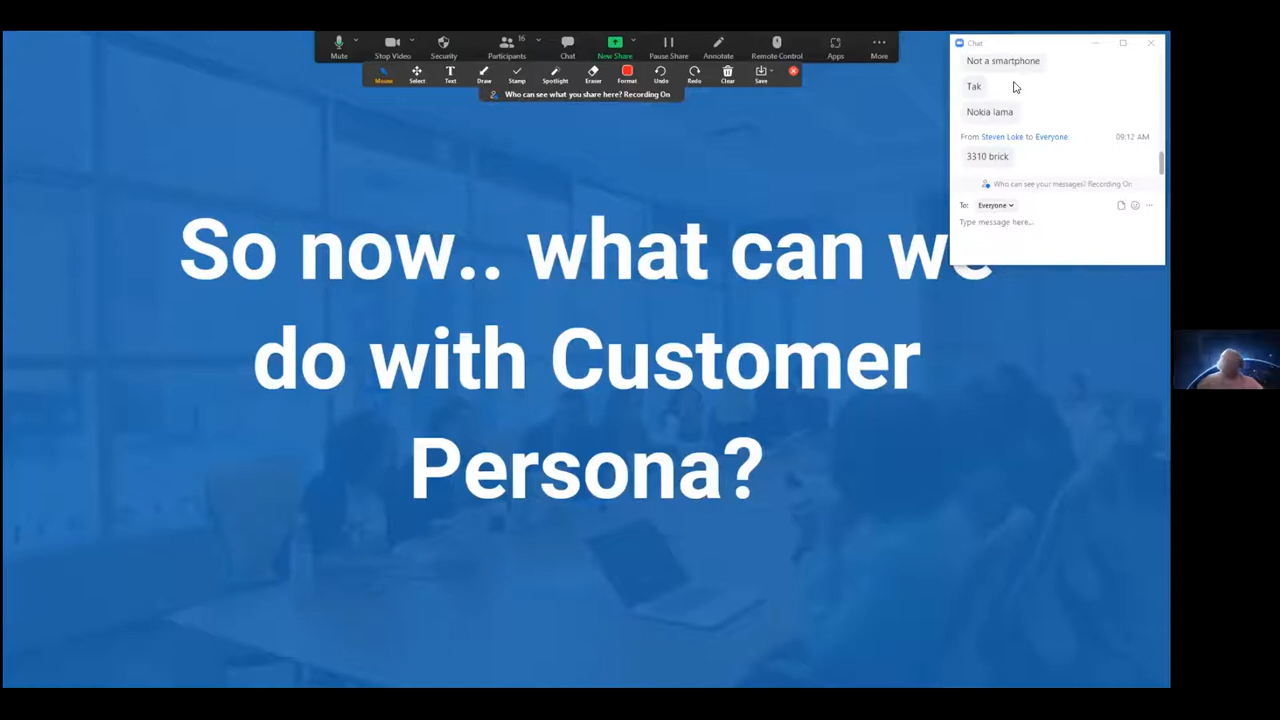 16
Mute
Stop Video
Security
Participants
Chat
New Share
Pause Share
Annotate
Remote Control
Apps
More
Mouse
Select
Text
Draw
Stamp
Spotlight
Eraser
Format
Undo
Redo
Clear
Save
Who can see what you share here? Recording On
Chat
Not a smartphone
Tak
Nokia lama
From Steven Loke to Everyone: 09:12 AM
3310 brick
Who can see your messages? Recording On
To: Everyone
Type message here...
So now.. what can we
do with Customer
Persona?